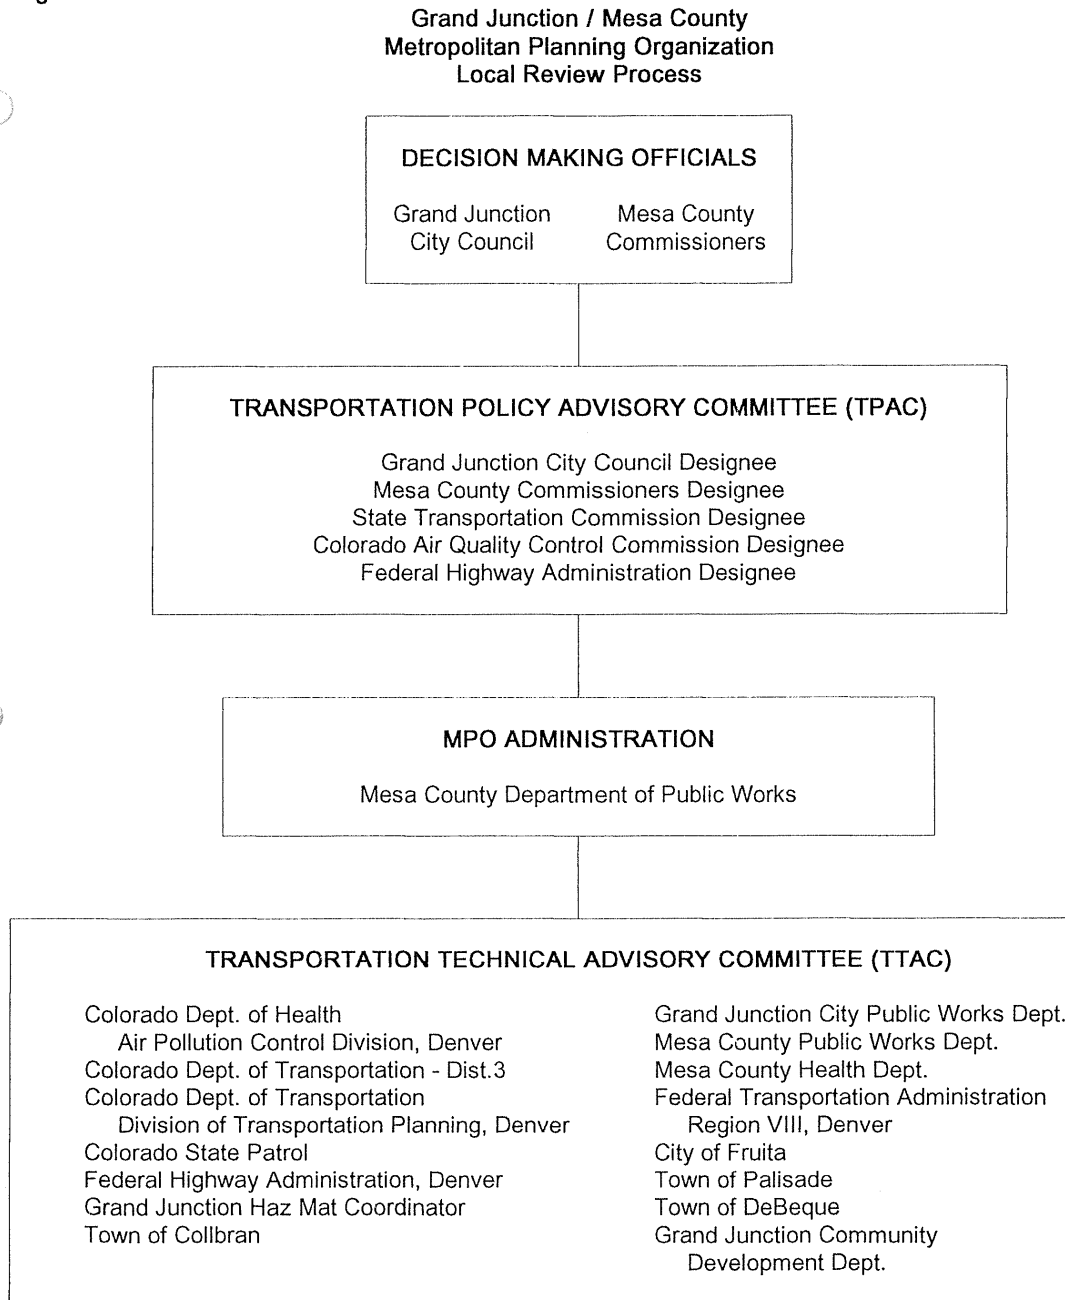 Grand Junction / Mesa County
Metropolitan Planning Organization
Local Review Process
DECISION MAKING OFFICIALS
Grand Junction
City Council
Mesa County
Commissioners
TRANSPORTATION POLICY ADVISORY COMMITTEE (TPAC)
Grand Junction City Council Designee
Mesa County Commissioners Designee
State Transportation Commission Designee
Colorado Air Quality Control Commission Designee
Federal Highway Administration Designee
MPO ADMINISTRATION
Mesa County Department of Public Works
TRANSPORTATION TECHNICAL ADVISORY COMMITTEE (TTAC)
Colorado Dept. of Health
Air Pollution Control Division, Denver
Colorado Dept. of Transportation - Dist.3
Colorado Dept. of Transportation
Division of Transportation Planning, Denver
Colorado State Patrol
Federal Highway Administration, Denver
Grand Junction Haz Mat Coordinator
Town of Collbran
Grand Junction City Public Works Dept.
Mesa County Public Works Dept.
Mesa County Health Dept.
Federal Transportation Administration
Region VIII, Denver
City of Fruita
Town of Palisade
Town of DeBeque
Grand Junction Community
Development Dept.